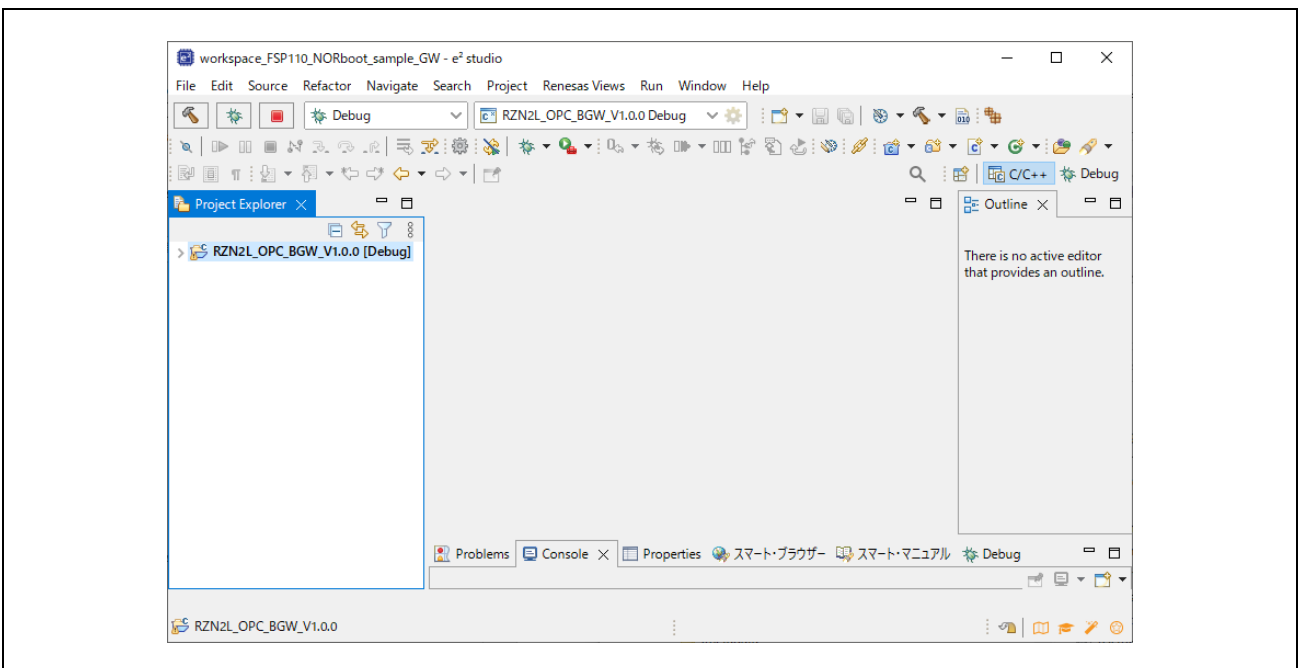 workspace_FSP110_NORboot_sample_GW - e² studio
File Edit Source Refactor Navigate Search Project Renesas Views Run Window Help
Debug RZN2L_OPC_BGW_V1.0.0 Debug
C/C++ Debug
Project Explorer Outline
RZN2L_OPC_BGW_V1.0.0 [Debug]
There is no active editor
that provides an outline.
Problems Console Properties スマート・ブラウザー スマート・マニュアル Debug
RZN2L_OPC_BGW_V1.0.0